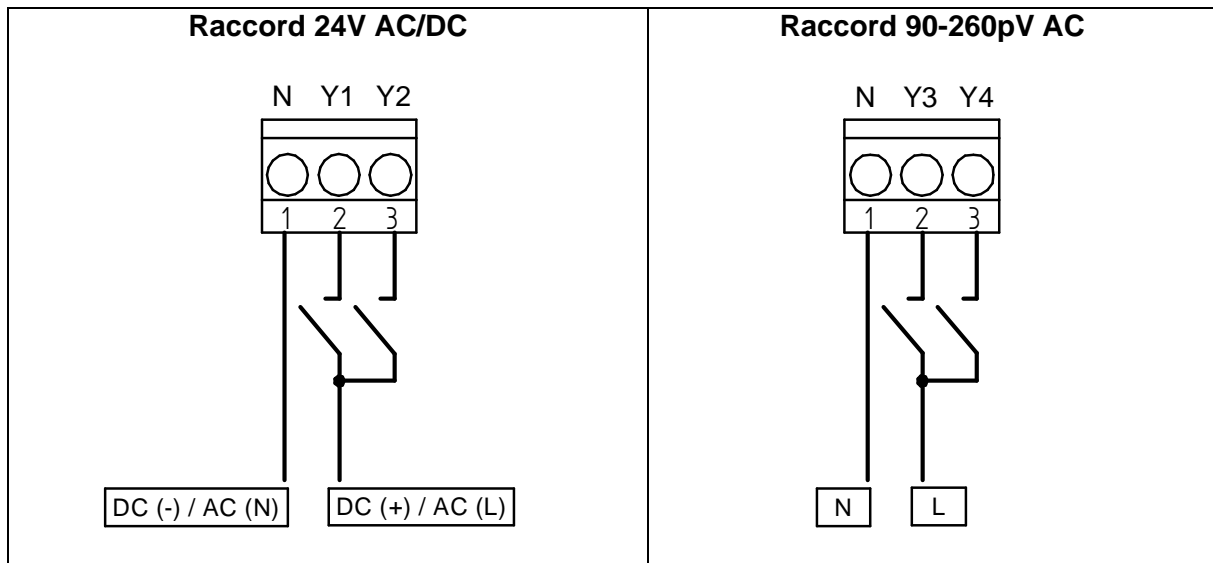 Raccord 24V AC/DC
N Y1 Y2
1 2 3
DC (-) / AC (N)
DC (+) / AC (L)
Raccord 90-260pV AC
N Y3 Y4
1 2 3
N
L